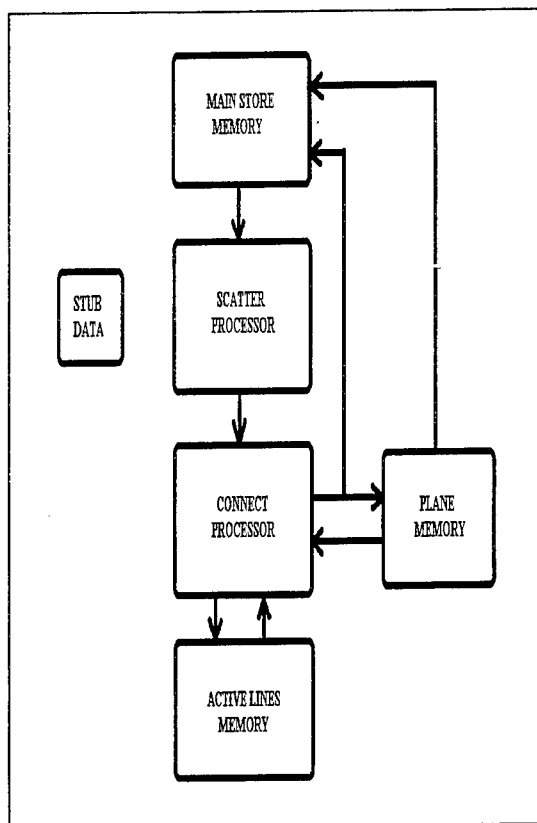 MAIN STORE
MEMORY
SCATTER
PROCESSOR
STUB
DATA
CONNECT
PROCESSOR
PLANE
MEMORY
ACTIVE LINES
MEMORY